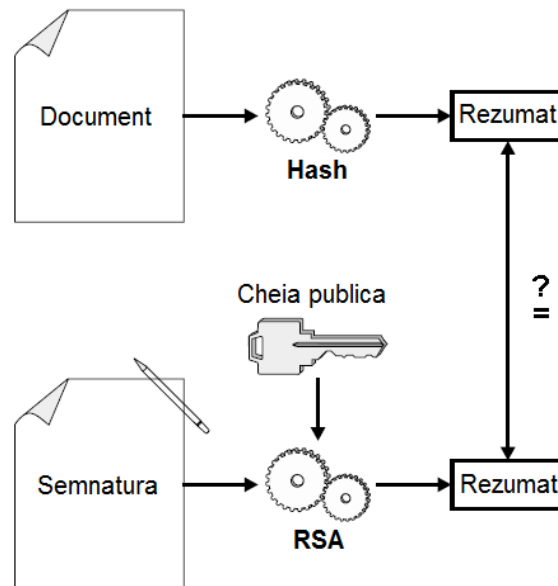 Document
Hash
Rezumat
Cheia publica
?
=
Semnatura
RSA
Rezumat